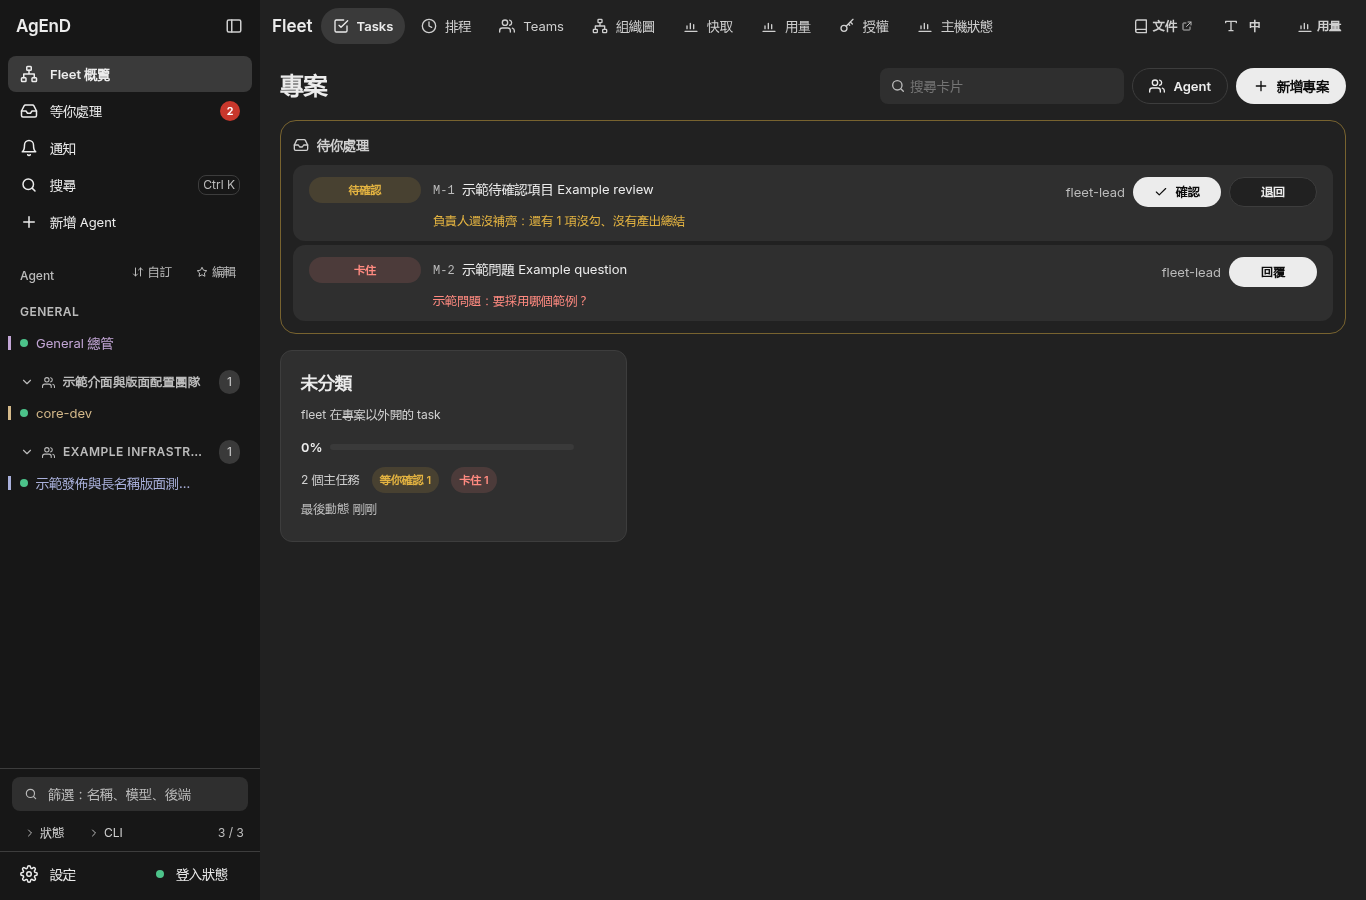 AgEnD
Fleet 概覽
等你處理 2
通知
搜尋 Ctrl K
新增 Agent
Agent 自訂 編輯
GENERAL
General 總管
示範介面與版面配置團隊 1
core-dev
EXAMPLE INFRASTR... 1
示範發佈與長名稱版面測...
篩選：名稱、模型、後端
狀態 CLI 3 / 3
設定 登入狀態
Fleet Tasks 排程 Teams 組織圖 快取 用量 授權 主機狀態 文件 中 用量
專案 搜尋卡片 Agent 新增專案
待你處理
待確認 M-1 示範待確認項目 Example review fleet-lead 確認 退回
負責人還沒補齊：還有 1 項沒勾、沒有產出總結
卡住 M-2 示範問題 Example question fleet-lead 回覆
示範問題：要採用哪個範例？
未分類
fleet 在專案以外開的 task
0%
2 個主任務 等你確認 1 卡住 1
最後動態 剛剛